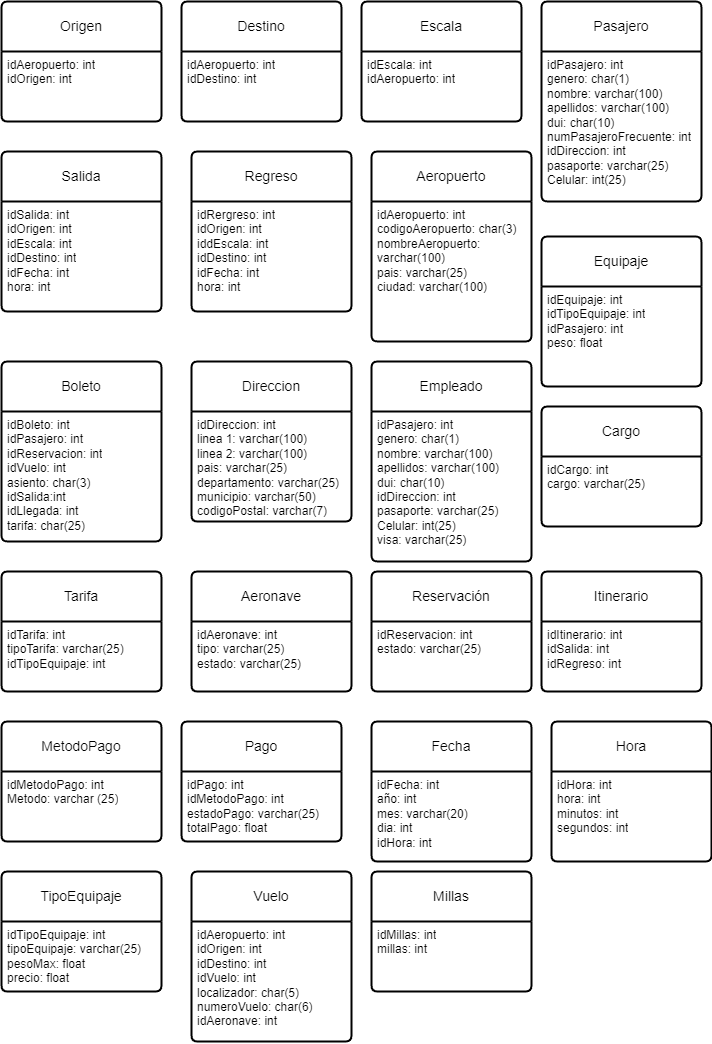 Origen
idAeropuerto: int
idOrigen: int
Destino
idAeropuerto: int
idDestino: int
Escala
idEscala: int
idAeropuerto: int
Pasajero
idPasajero: int
genero: char(1)
nombre: varchar(100)
apellidos: varchar(100)
dui: char(10)
numPasajeroFrecuente: int
idDireccion: int
pasaporte: varchar(25)
Celular: int(25)
Salida
idSalida: int
idOrigen: int
idEscala: int
idDestino: int
idFecha: int
hora: int
Regreso
idRergreso: int
idOrigen: int
iddEscala: int
idDestino: int
idFecha: int
hora: int
Aeropuerto
idAeropuerto: int
codigoAeropuerto: char(3)
nombreAeropuerto:
varchar(100)
pais: varchar(25)
ciudad: varchar(100)
Equipaje
idEquipaje: int
idTipoEquipaje: int
idPasajero: int
peso: float
Boleto
idBoleto: int
idPasajero: int
idReservacion: int
idVuelo: int
asiento: char(3)
idSalida:int
idLlegada: int
tarifa: char(25)
Direccion
idDireccion: int
linea 1: varchar(100)
linea 2: varchar(100)
pais: varchar(25)
departamento: varchar(25)
municipio: varchar(50)
codigoPostal: varchar(7)
Empleado
idPasajero: int
genero: char(1)
nombre: varchar(100)
apellidos: varchar(100)
dui: char(10)
idDireccion: int
pasaporte: varchar(25)
Celular: int(25)
visa: varchar(25)
Cargo
idCargo: int
cargo: varchar(25)
Tarifa
idTarifa: int
tipoTarifa: varchar(25)
idTipoEquipaje: int
Aeronave
idAeronave: int
tipo: varchar(25)
estado: varchar(25)
Reservación
idReservacion: int
estado: varchar(25)
Itinerario
idItinerario: int
idSalida: int
idRegreso: int
MetodoPago
idMetodoPago: int
Metodo: varchar (25)
Pago
idPago: int
idMetodoPago: int
estadoPago: varchar(25)
totalPago: float
Fecha
idFecha: int
año: int
mes: varchar(20)
dia: int
idHora: int
Hora
idHora: int
hora: int
minutos: int
segundos: int
TipoEquipaje
idTipoEquipaje: int
tipoEquipaje: varchar(25)
pesoMax: float
precio: float
Vuelo
idAeropuerto: int
idOrigen: int
idDestino: int
idVuelo: int
localizador: char(5)
numeroVuelo: char(6)
idAeronave: int
Millas
idMillas: int
millas: int